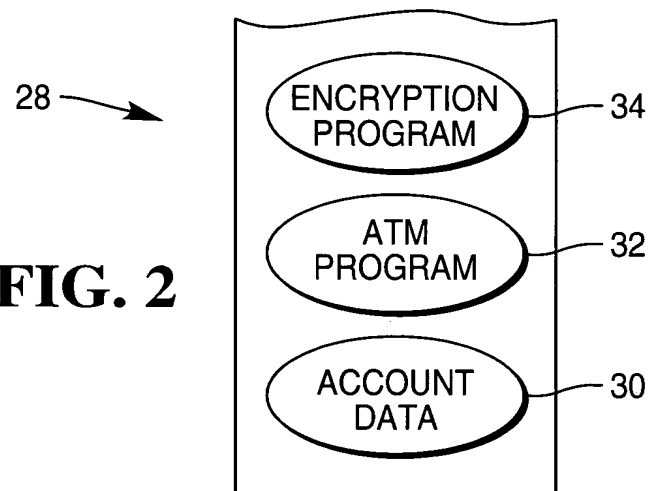 28
ENCRYPTION
PROGRAM
34
ATM
PROGRAM
32
FIG. 2
ACCOUNT
DATA
30